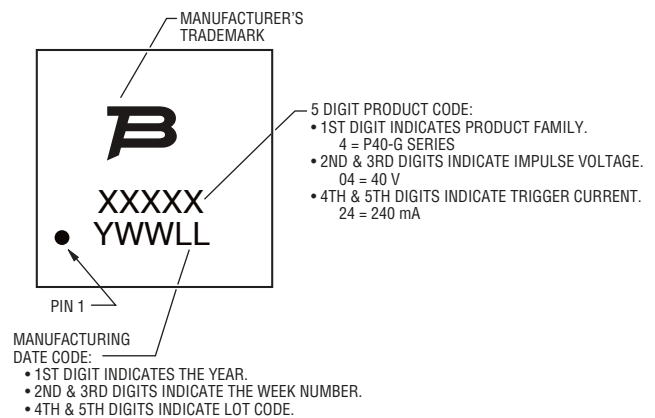 MANUFACTURER'S
TRADEMARK
5 DIGIT PRODUCT CODE:
• 1ST DIGIT INDICATES PRODUCT FAMILY.
4 = P40-G SERIES
• 2ND & 3RD DIGITS INDICATE IMPULSE VOLTAGE.
04 = 40 V
• 4TH & 5TH DIGITS INDICATE TRIGGER CURRENT.
24 = 240 mA
XXXXX
YWWLL
PIN 1
MANUFACTURING
DATE CODE:
• 1ST DIGIT INDICATES THE YEAR.
• 2ND & 3RD DIGITS INDICATE THE WEEK NUMBER.
• 4TH & 5TH DIGITS INDICATE LOT CODE.